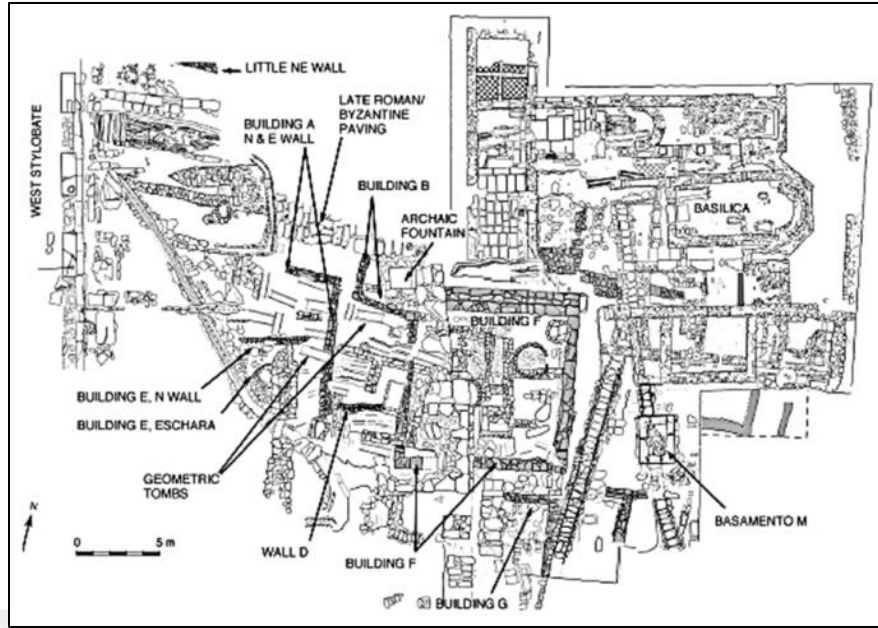 LITTLE NE WALL
WEST STYLOBATE
LATE ROMAN/
BYZANTINE
PAVING
BUILDING A
N & E WALL
BUILDING B
ARCHAIC
FOUNTAIN
BASILICA
BUILDING F
BUILDING E, N WALL
BUILDING E, ESCHARA
GEOMETRIC
TOMBS
N
0 5 m
WALL D
BUILDING F
BUILDING G
BASAMENTO M